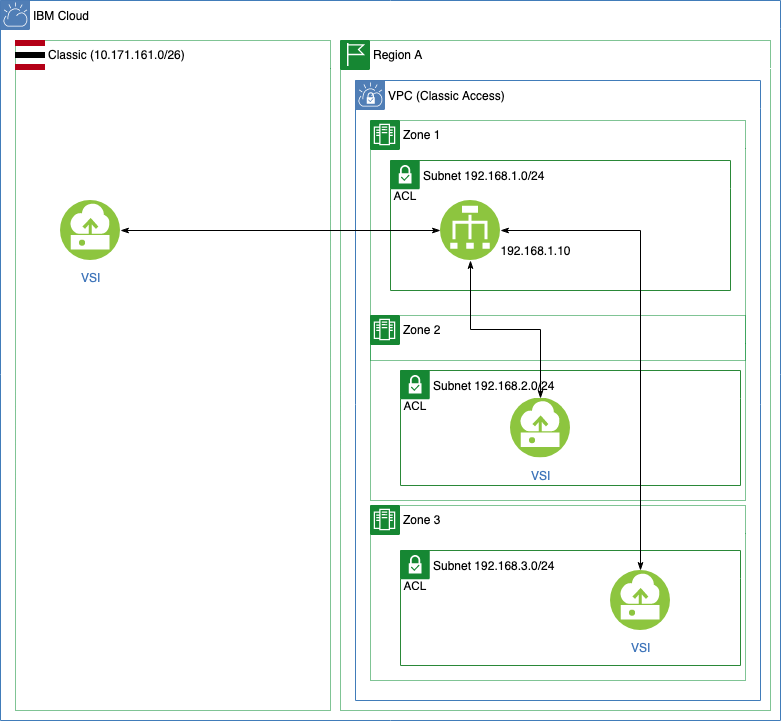 IBM Cloud
Classic (10.171.161.0/26)
VSI
Region A
VPC (Classic Access)
Zone 1
Subnet 192.168.1.0/24
ACL
192.168.1.10
Zone 2
Subnet 192.168.2.0/24
ACL
VSI
Zone 3
Subnet 192.168.3.0/24
ACL
VSI